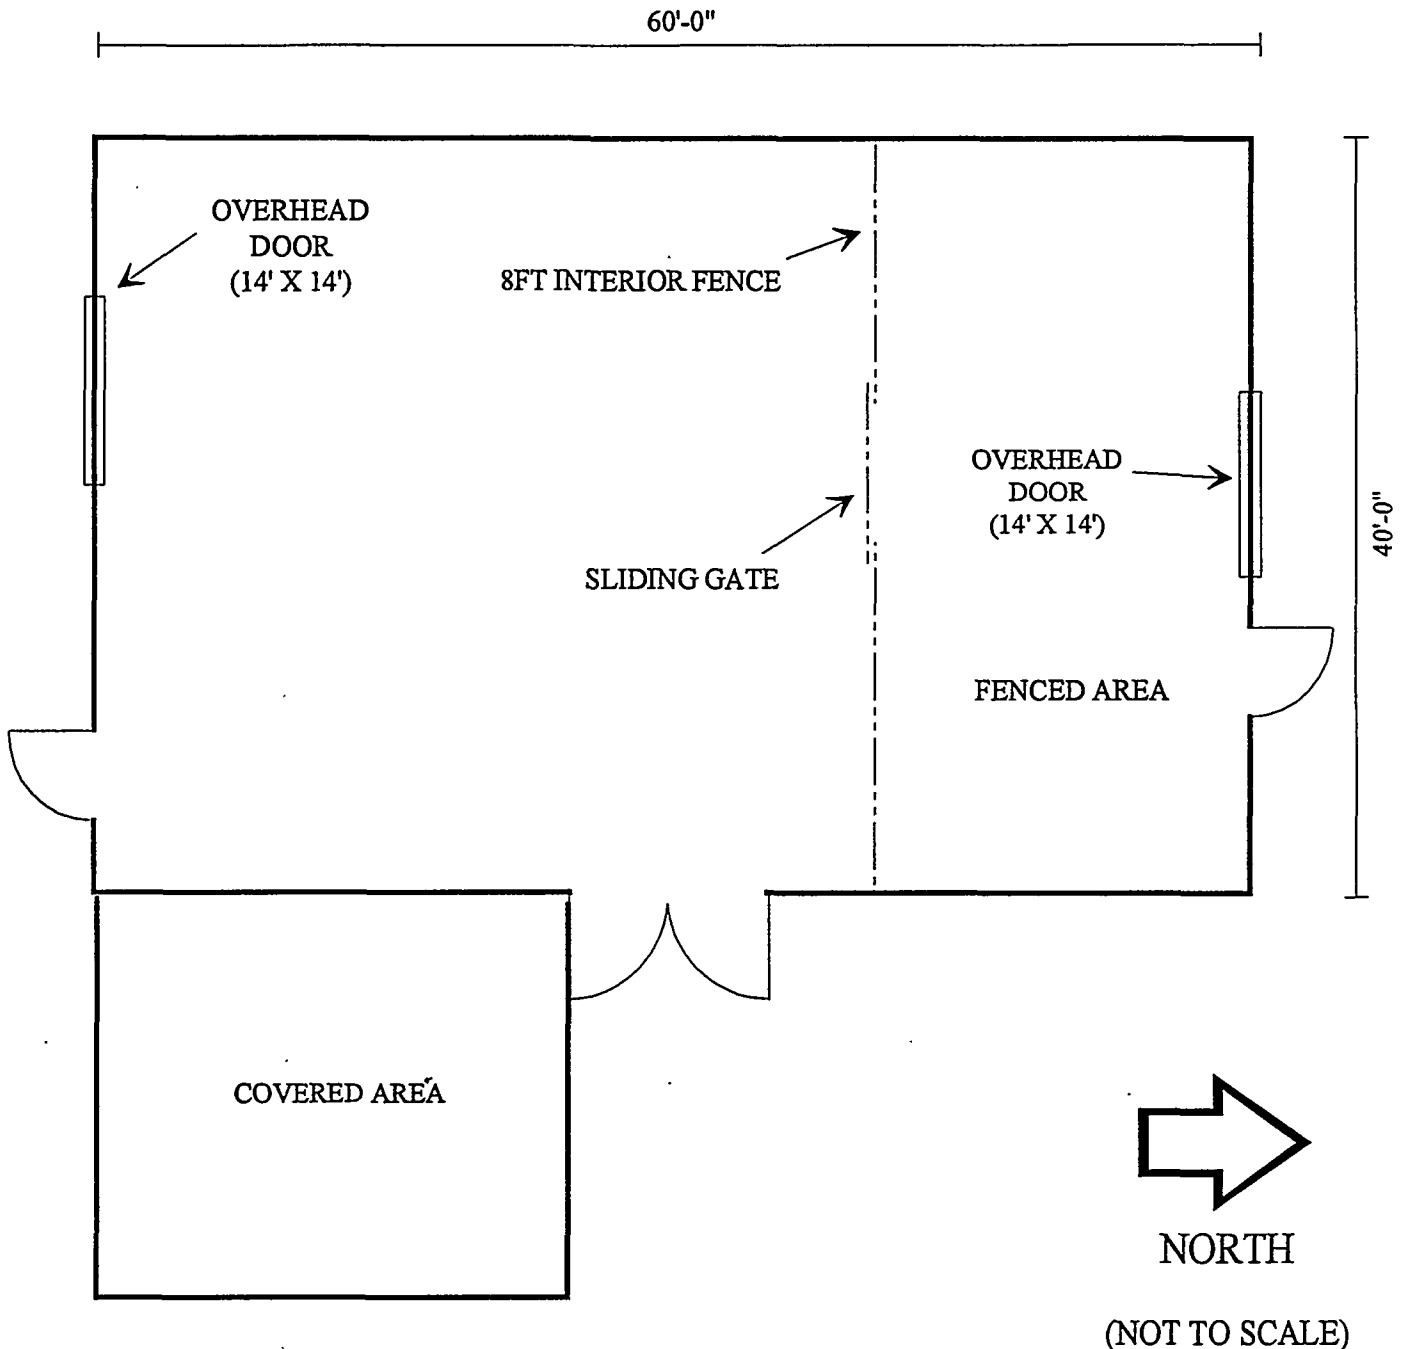 60'-0"
OVERHEAD
DOOR
(14' X 14')
8FT INTERIOR FENCE
OVERHEAD
DOOR
(14' X 14')
40'-0"
SLIDING GATE
FENCED AREA
COVERED AREA
NORTH
(NOT TO SCALE)